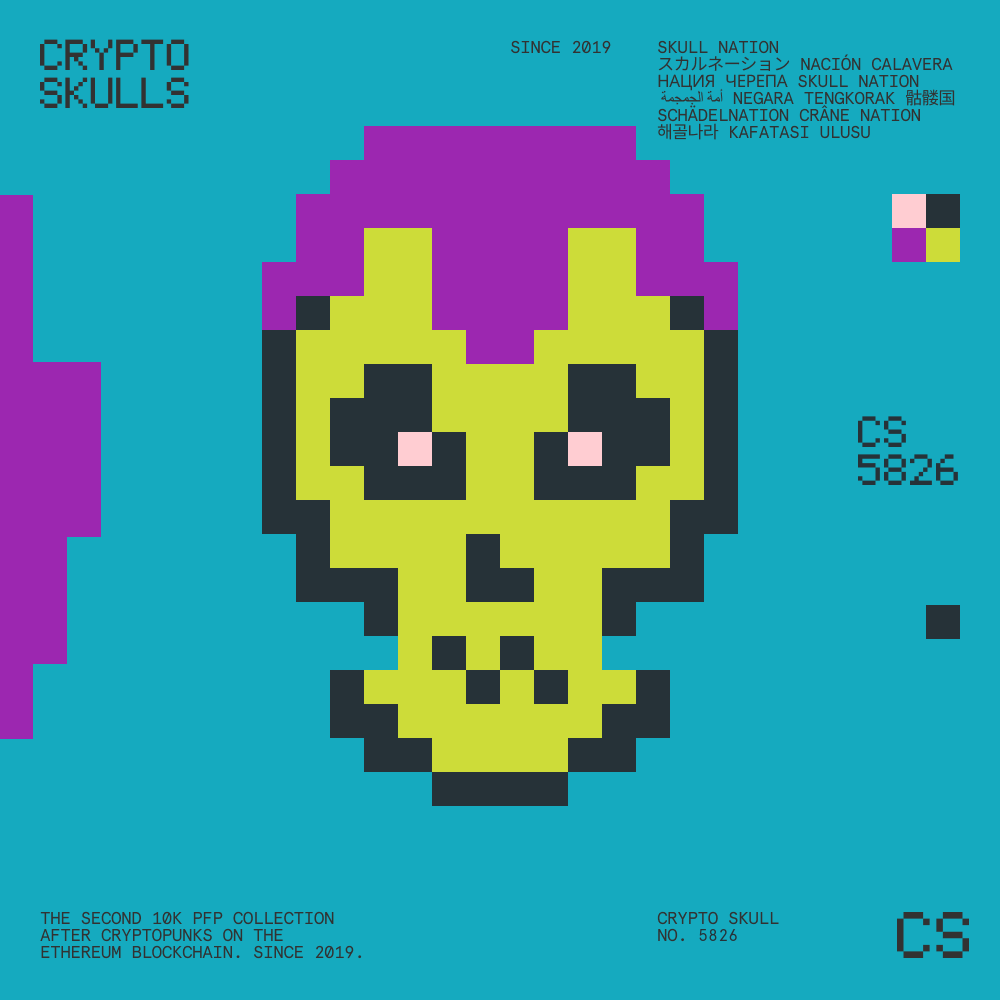 CRYPTO
SKULLS
SINCE 2019
SKULL NATION
スカルネーション NACIÓN CALAVERA
НАЦИЯ ЧЕРЕПА SKULL NATION
أمة الجمجمة NEGARA TENGKORAK 骷髅国
SCHÄDELNATION CRÂNE NATION
해골나라 KAFATASI ULUSU
CS
5826
THE SECOND 10K PFP COLLECTION
AFTER CRYPTOPUNKS ON THE
ETHEREUM BLOCKCHAIN. SINCE 2019.
CRYPTO SKULL
NO. 5826
CS